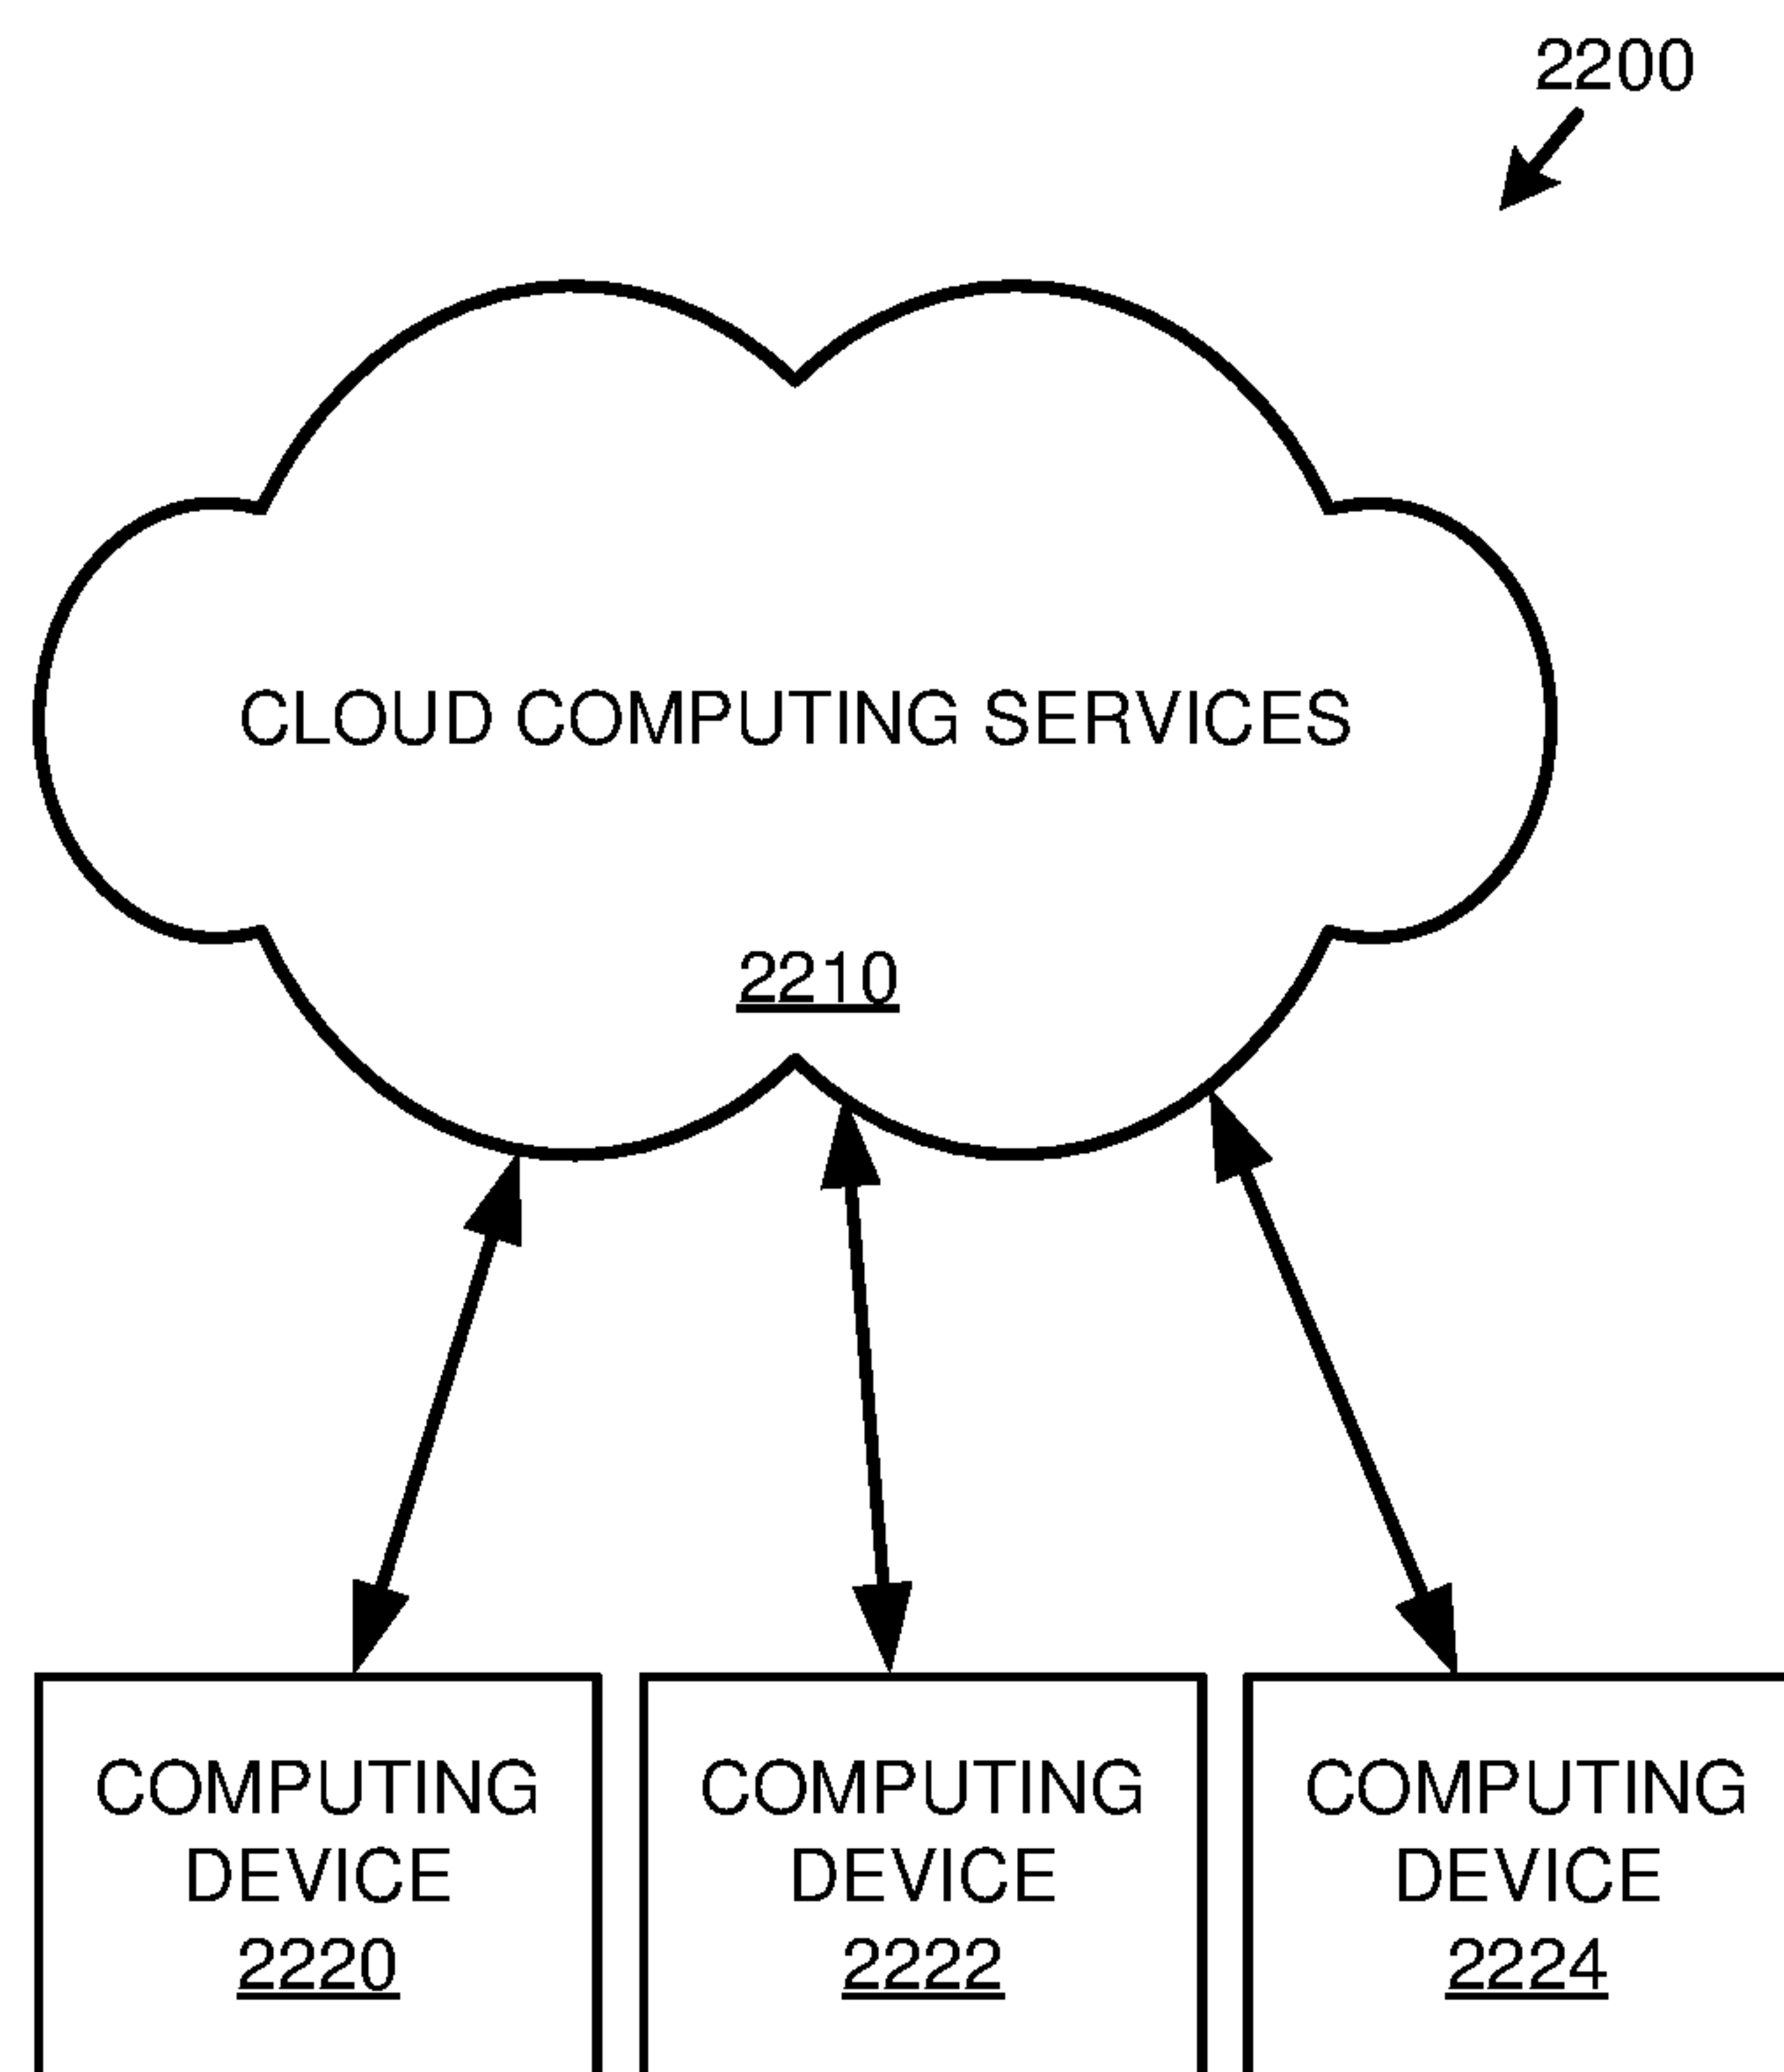 2200
CLOUD COMPUTING SERVICES
2210
COMPUTING
DEVICE
2220
COMPUTING
DEVICE
2222
COMPUTING
DEVICE
2224